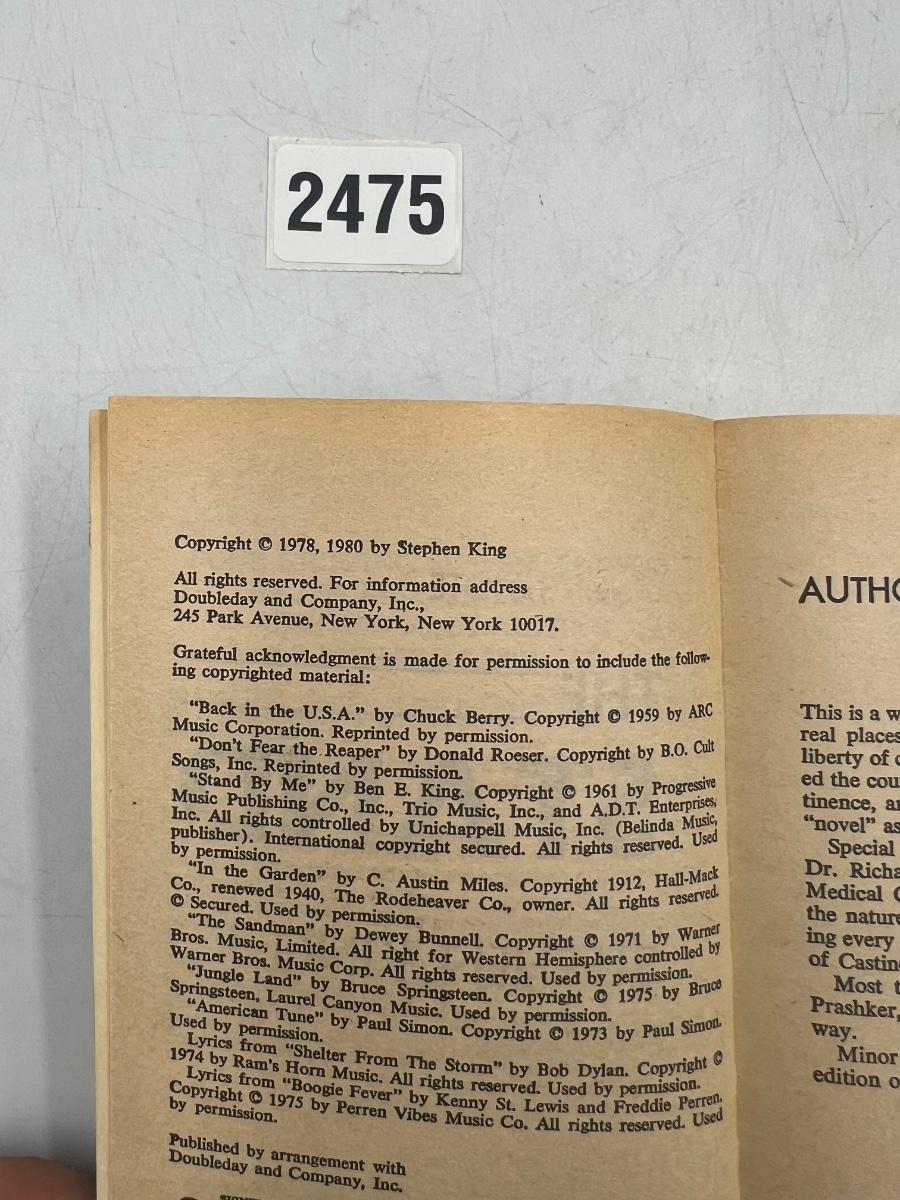 2475
Copyright © 1978, 1980 by Stephen King
All rights reserved. For information address
Doubleday and Company, Inc.,
245 Park Avenue, New York, New York 10017.
Grateful acknowledgment is made for permission to include the follow-
ing copyrighted material:
"Back in the U.S.A." by Chuck Berry. Copyright © 1959 by ARC
Music Corporation. Reprinted by permission.
"Don't Fear the Reaper" by Donald Roeser. Copyright by B.O. Cult
Songs, Inc. Reprinted by permission.
"Stand By Me" by Ben E. King. Copyright © 1961 by Progressive
Music Publishing Co., Inc., Trio Music, Inc., and A.D.T. Enterprises,
Inc. All rights controlled by Unichappell Music, Inc. (Belinda Music,
publisher). International copyright secured. All rights reserved. Used
by permission.
"In the Garden" by C. Austin Miles. Copyright 1912, Hall-Mack
Co., renewed 1940, The Rodeheaver Co., owner. All rights reserved.
© Secured. Used by permission.
"The Sandman" by Dewey Bunnell. Copyright © 1971 by Warner
Bros. Music, Limited. All right for Western Hemisphere controlled by
Warner Bros. Music Corp. All rights reserved. Used by permission.
"Jungle Land" by Bruce Springsteen. Copyright © 1975 by Bruce
Springsteen, Laurel Canyon Music. Used by permission.
"American Tune" by Paul Simon. Copyright © 1973 by Paul Simon.
Used by permission.
Lyrics from "Shelter From The Storm" by Bob Dylan. Copyright ©
1974 by Ram's Horn Music. All rights reserved. Used by permission.
Lyrics from "Boogie Fever" by Kenny St. Lewis and Freddie Perren.
Copyright © 1975 by Perren Vibes Music Co. All rights reserved. Used
by permission.
Published by arrangement with
Doubleday and Company, Inc.
AUTHO
This is a w
real places
liberty of c
ed the cou
tinence, an
"novel" as
Special
Dr. Richa
Medical C
the nature
ing every
of Castin
Most t
Prashker,
way.
Minor
edition o